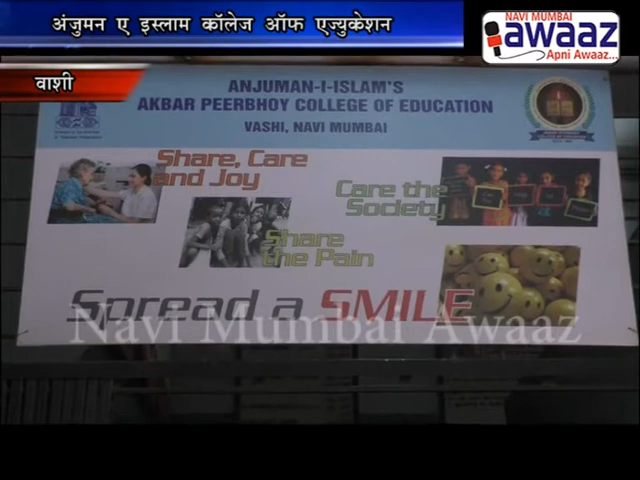 अंजुमन ए इस्लाम कॉलेज ऑफ एज्युकेशन
NAVI MUMBAI
awaaz
Apni Awaaz...
वाशी
ANJUMAN-I-ISLAM'S
AKBAR PEERBHOY COLLEGE OF EDUCATION
VASHI, NAVI MUMBAI
Share, Care
and Joy
Care the
Society
Share
the Pain
Spread a SMILE
Navi Mumbai Awaaz